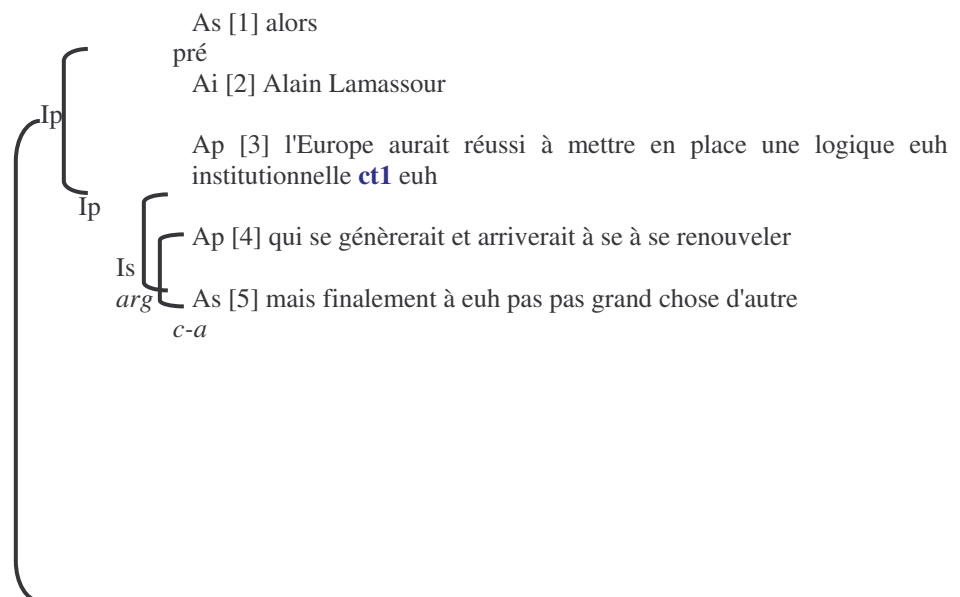 As [1] alors
pré
Ai [2] Alain Lamassour
Ip
Ap [3] l'Europe aurait réussi à mettre en place une logique euh
institutionnelle ct1 euh
Ip
Ap [4] qui se génèrerait et arriverait à se à se renouveler
Is
arg As [5] mais finalement à euh pas pas grand chose d'autre
c-a